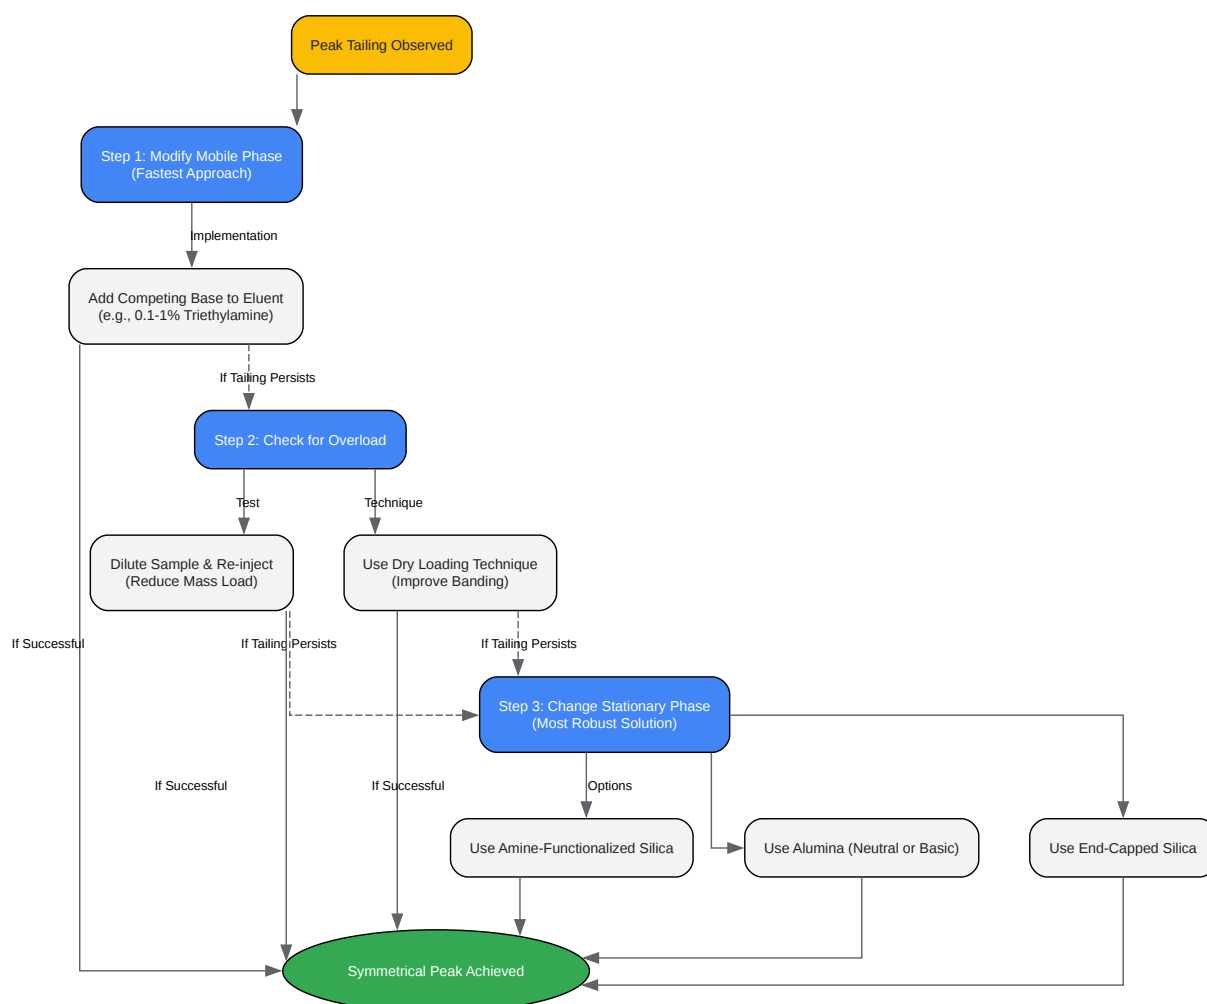 Peak Tailing Observed
Step 1: Modify Mobile Phase
(Fastest Approach)
Implementation
Add Competing Base to Eluent
(e.g., 0.1-1% Triethylamine)
If Tailing Persists
Step 2: Check for Overload
Test
Technique
Dilute Sample & Re-inject
(Reduce Mass Load)
Use Dry Loading Technique
(Improve Banding)
If Successful
If Tailing Persists
If Tailing Persists
Step 3: Change Stationary Phase
(Most Robust Solution)
If Successful
If Successful
Options
Use Amine-Functionalized Silica
Use Alumina (Neutral or Basic)
Use End-Capped Silica
Symmetrical Peak Achieved